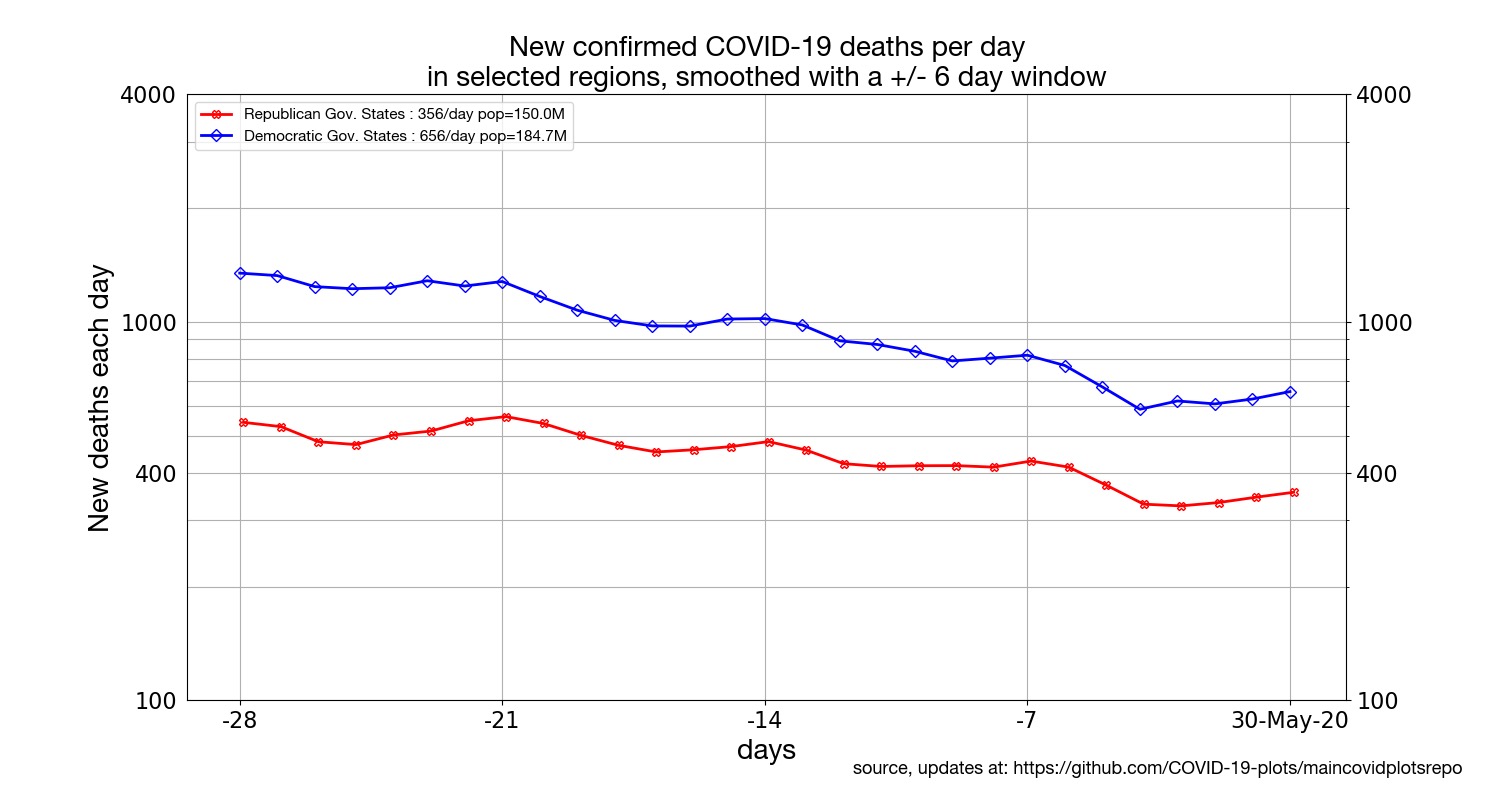 New confirmed COVID-19 deaths per day
in selected regions, smoothed with a +/- 6 day window
4000
4000
Republican Gov. States : 356/day pop=150.0M
Democratic Gov. States : 656/day pop=184.7M
New deaths each day
1000
1000
400
400
100
100
-28
-21
-14
-7
30-May-20
days
source, updates at: https://github.com/COVID-19-plots/maincovidplotsrepo